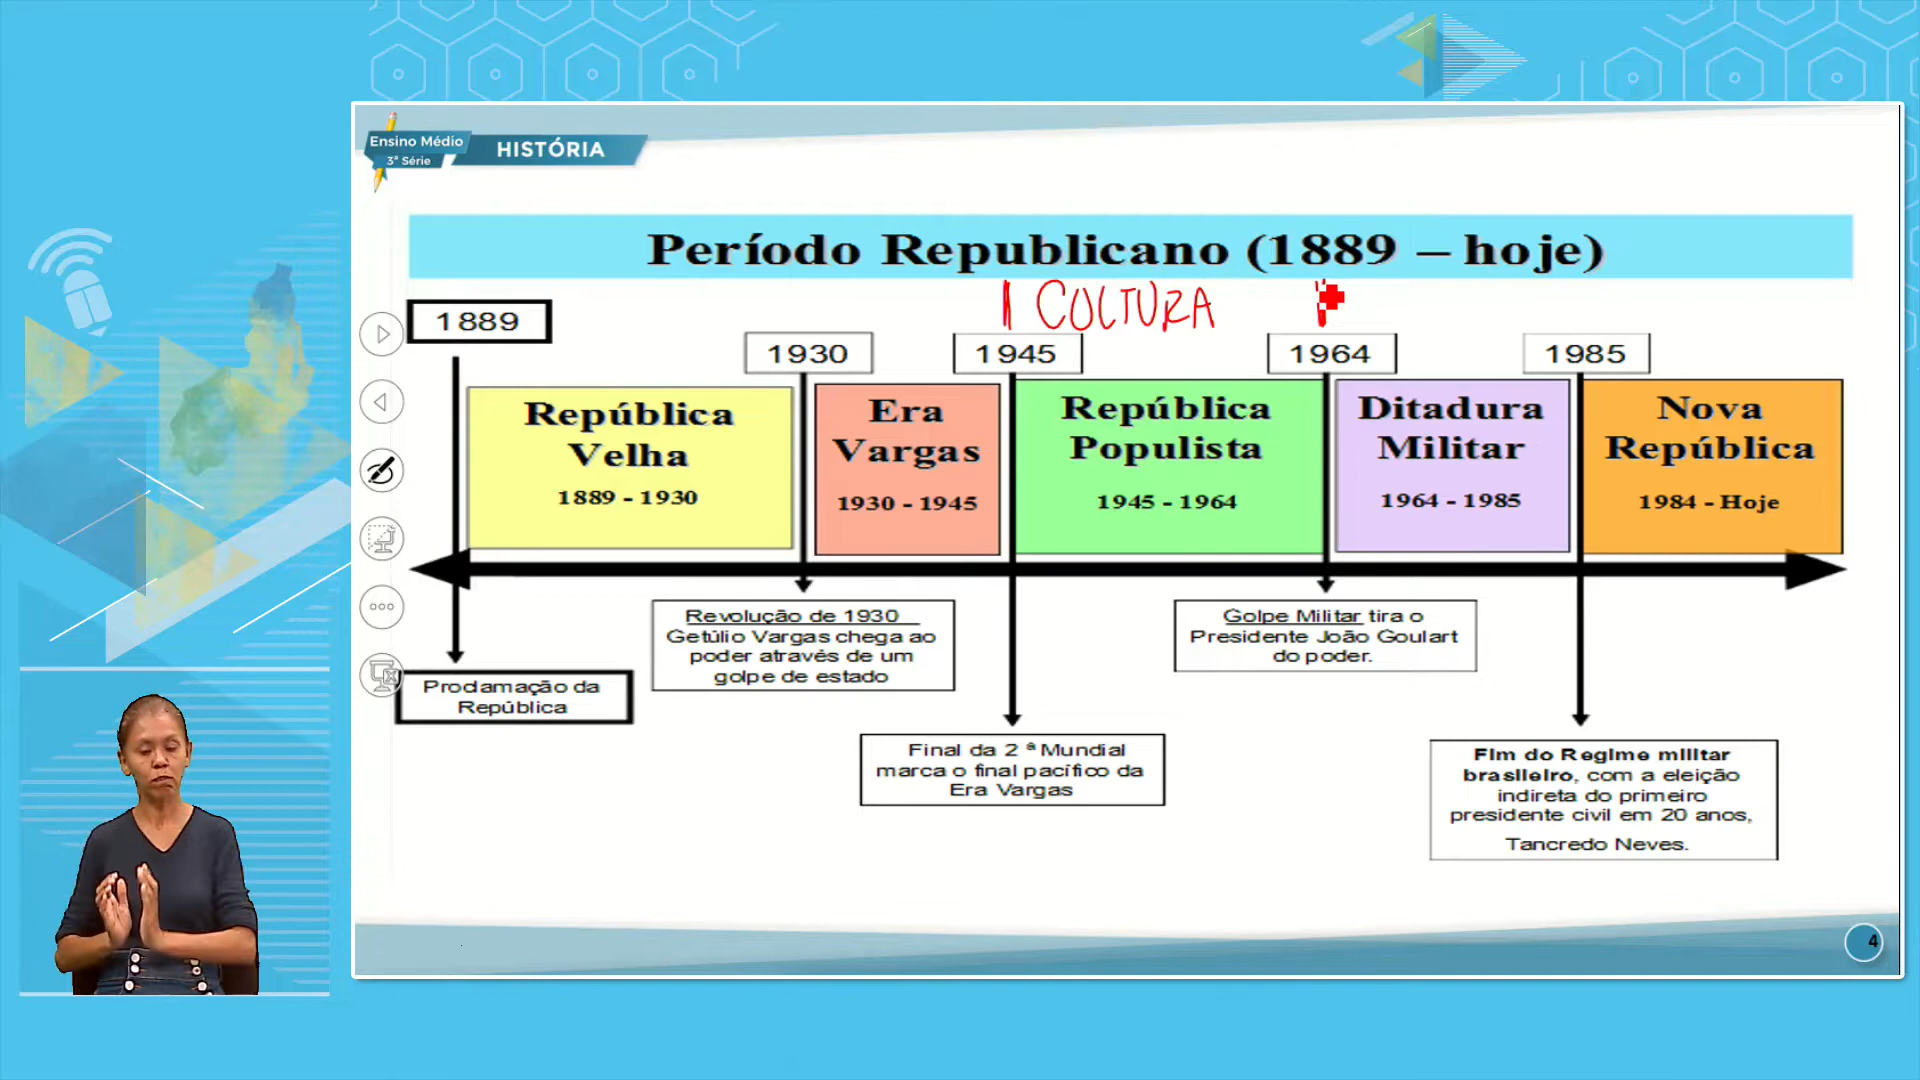 Ensino Médio
3ª Série
HISTÓRIA
Período Republicano (1889 – hoje)
COLTURA
1889
1930
1945
1964
1985
República
Velha
1889 - 1930
Era
Vargas
1930 - 1945
República
Populista
1945 - 1964
Ditadura
Militar
1964 - 1985
Nova
República
1984 - Hoje
Revolução de 1930
Getúlio Vargas chega ao
poder através de um
golpe de estado
Golpe Militar tira o
Presidente João Goulart
do poder.
Proclamação da
República
Final da 2 ª Mundial
marca o final pacífico da
Era Vargas
Fim do Regime militar
brasileiro, com a eleição
indireta do primeiro
presidente civil em 20 anos,
Tancredo Neves.
4